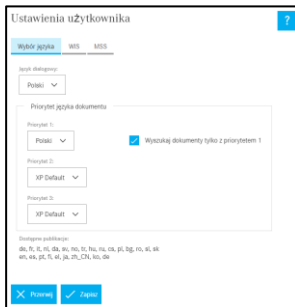 Ustawienia użytkownika
?
Wybór języka WIS MSS
Język dialogowy:
Polski
Priorytet języka dokumentu
Priorytet 1:
Polski
Wyszukaj dokumenty tylko z priorytetem 1
Priorytet 2:
XP Default
Priorytet 3:
XP Default
Dostępne publikacje:
de, fr, it, nl, da, sv, no, tr, hu, ru, cs, pl, bg, ro, sl, sk
en, es, pt, fi, el, ja, zh_CN, ko, de
Przerwij Zapisz